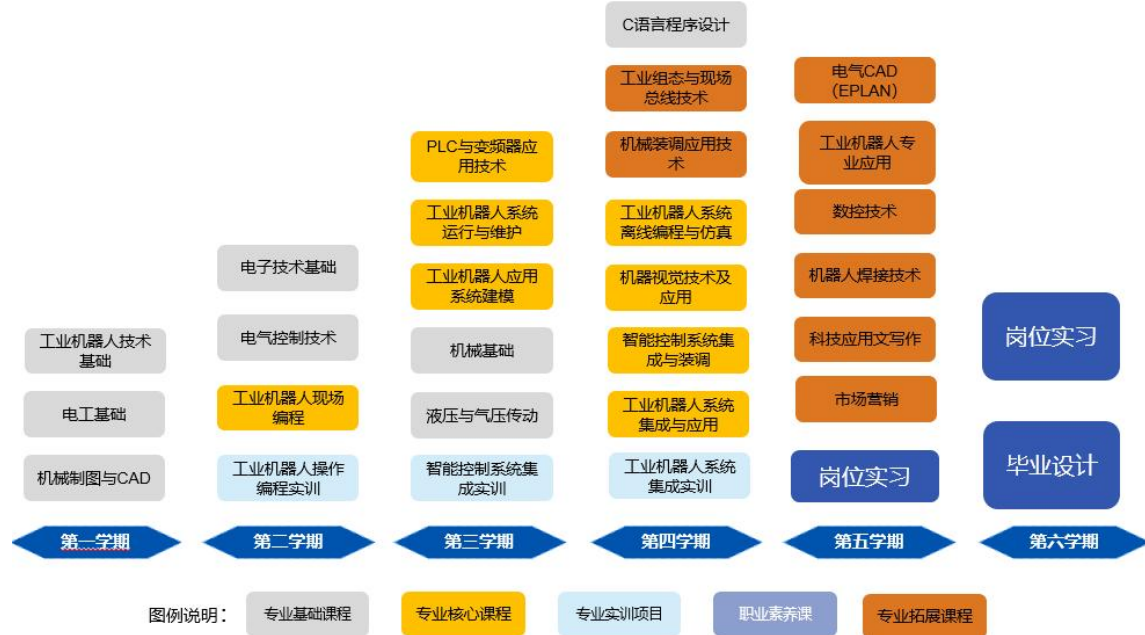 C语言程序设计
工业组态与现场
总线技术
机械装调应用技
术
工业机器人系统
离线编程与仿真
机器视觉技术及
应用
智能控制系统集
成与装调
工业机器人系统
集成与应用
工业机器人系统
集成实训
电气CAD
(EPLAN)
工业机器人专
业应用
数控技术
机器人焊接技术
科技应用文写作
市场营销
岗位实习
PLC与变频器应
用技术
工业机器人系统
运行与维护
工业机器人应用
系统建模
机械基础
液压与气压传动
智能控制系统集
成实训
电子技术基础
电气控制技术
工业机器人现场
编程
工业机器人操作
编程实训
工业机器人技术
基础
电工基础
机械制图与CAD
岗位实习
毕业设计
第一学期
第二学期
第三学期
第四学期
第五学期
第六学期
图例说明：
专业基础课程
专业核心课程
专业实训项目
职业素养课
专业拓展课程